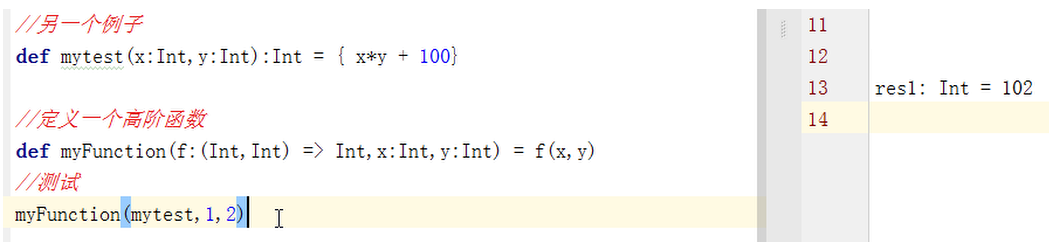 //另一个例子
def mytest(x:Int,y:Int):Int = { x*y + 100}
//定义一个高阶函数
def myFunction(f:(Int,Int) => Int,x:Int,y:Int) = f(x,y)
//测试
myFunction(mytest,1,2)
11
12
13 res1: Int = 102
14